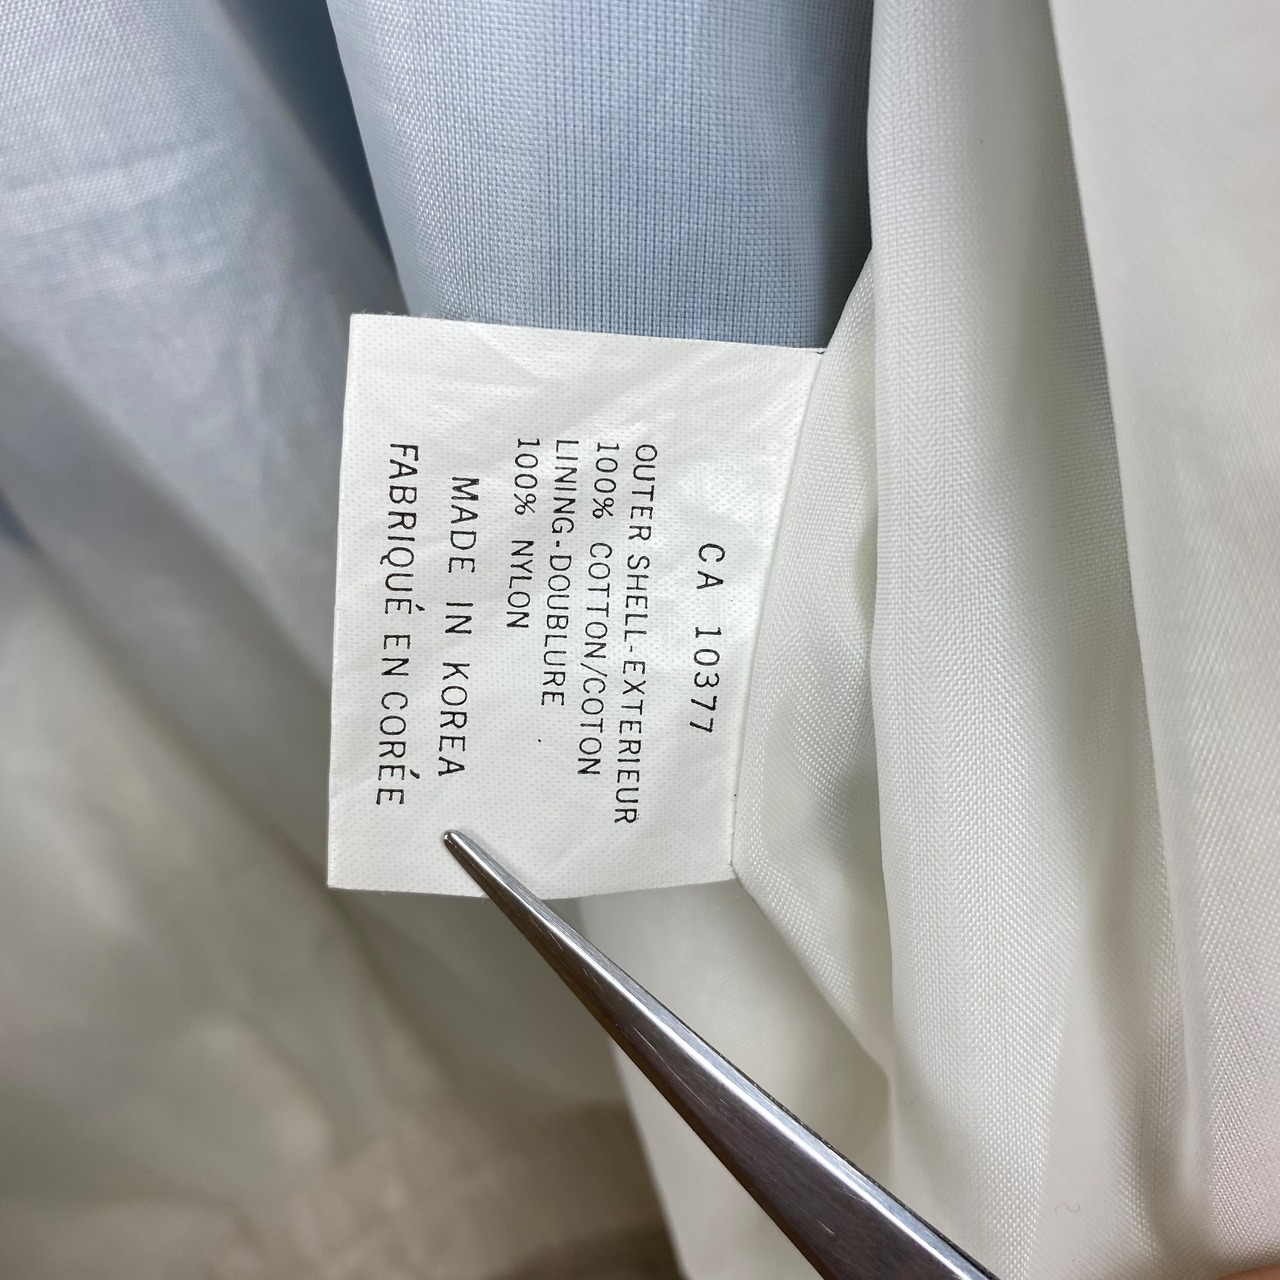 CA 10377
OUTER SHELL-EXTERIEUR
100% COTTON/COTON
LINING-DOUBLURE
100% NYLON
MADE IN KOREA
FABRIQUÉ EN CORÉE